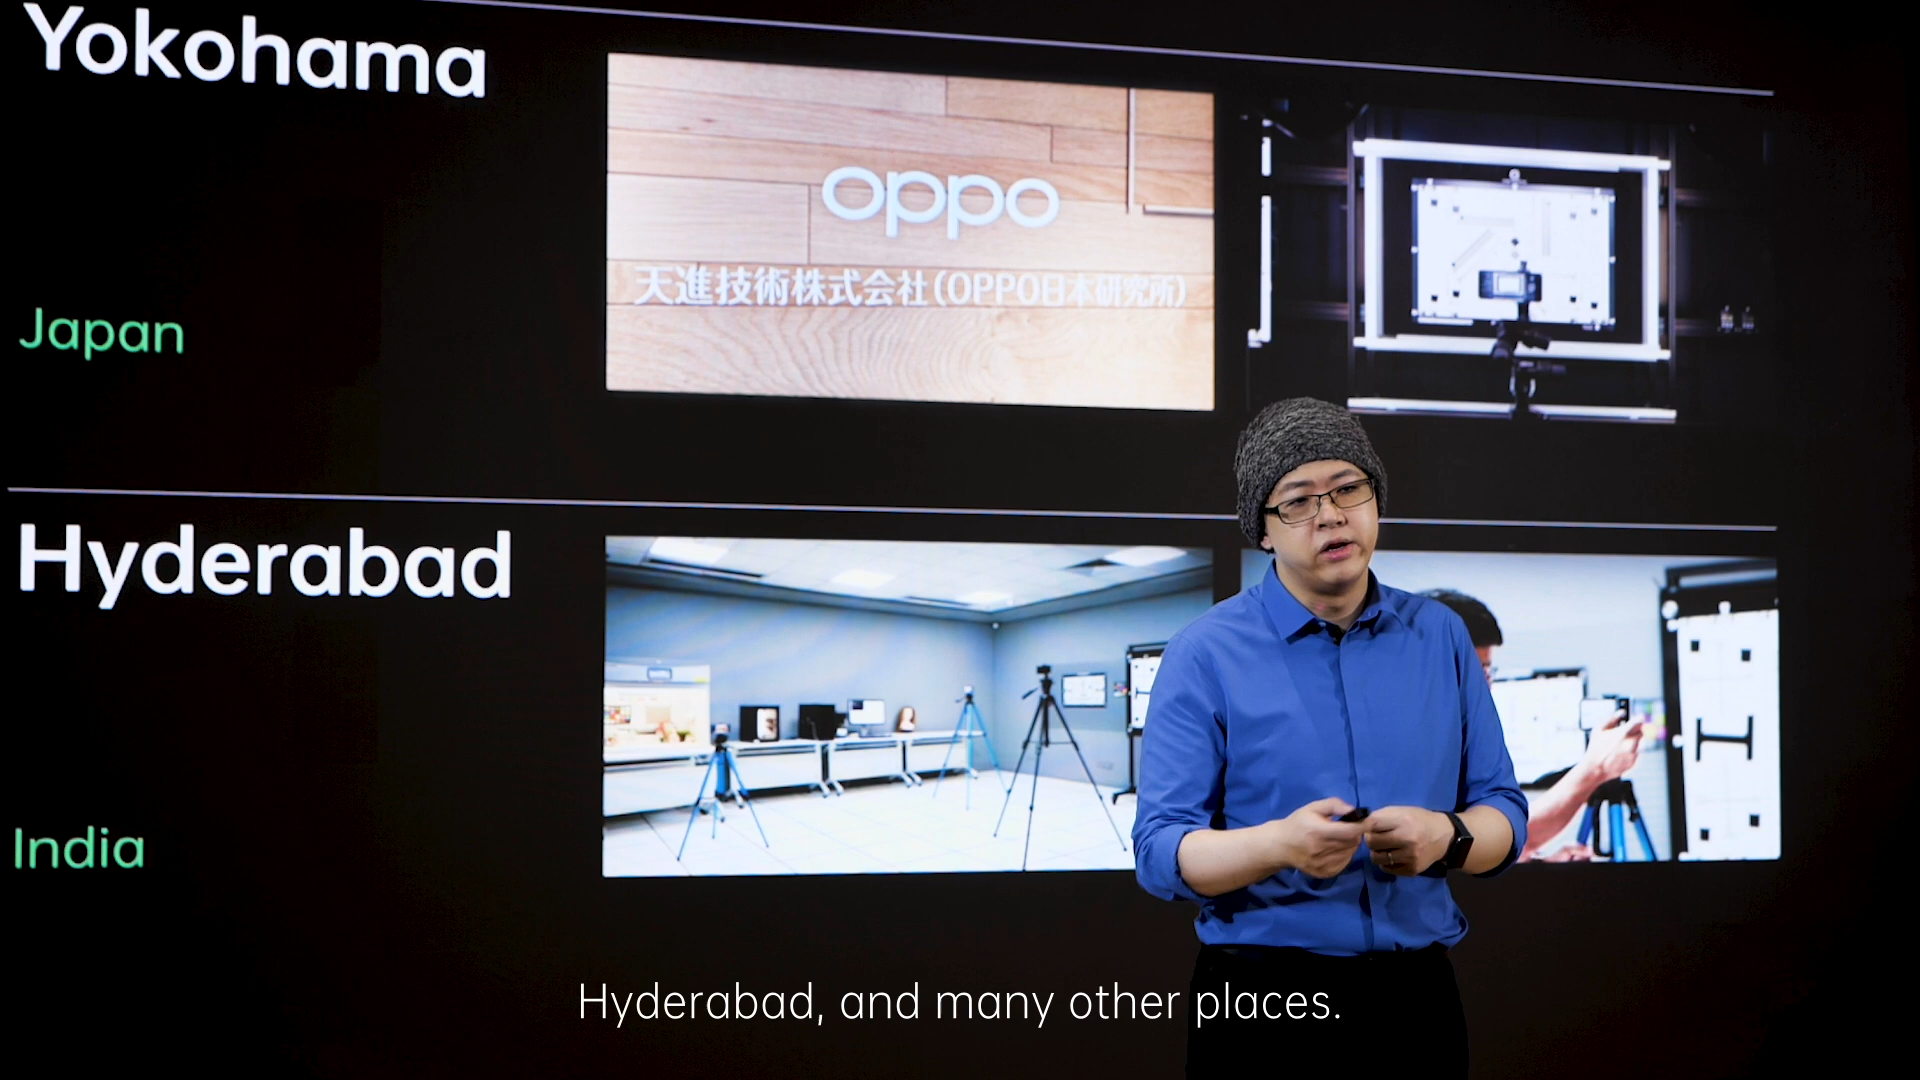 Yokohama
oppo
天進技術株式会社(OPPO日本研究所)
Japan
Hyderabad
India
Hyderabad, and many other places.